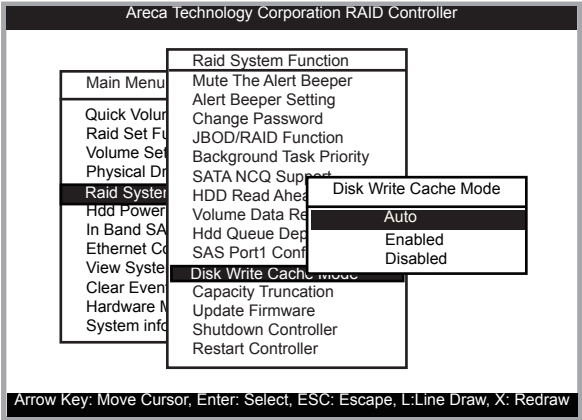 Areca Technology Corporation RAID Controller
Main Menu
Quick Volum
Raid Set Fu
Volume Set
Physical Dr
Raid System
Hdd Power
In Band SA
Ethernet Co
View Syste
Clear Even
Hardware M
System info
Raid System Function
Mute The Alert Beeper
Alert Beeper Setting
Change Password
JBOD/RAID Function
Background Task Priority
SATA NCQ Support
HDD Read Ahea
Volume Data Re
Hdd Queue Dep
SAS Port1 Conf
Disk Write Cache Mode
Capacity Truncation
Update Firmware
Shutdown Controller
Restart Controller
Disk Write Cache Mode
Auto
Enabled
Disabled
Arrow Key: Move Cursor, Enter: Select, ESC: Escape, L:Line Draw, X: Redraw